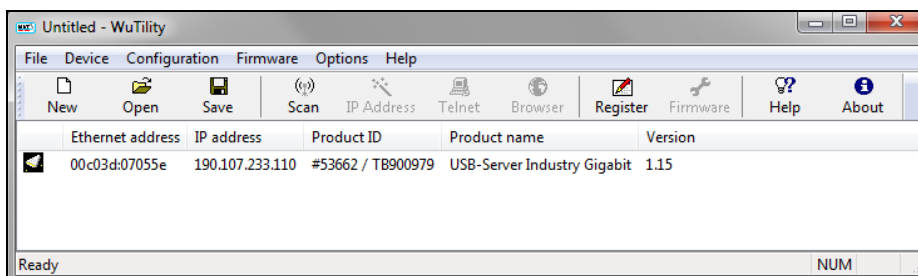 Untitled - WuTility
File Device Configuration Firmware Options Help
New Open Save Scan IP Address Telnet Browser Register Firmware Help About
Ethernet address IP address Product ID Product name Version
00c03d:07055e 190.107.233.110 #53662 / TB900979 USB-Server Industry Gigabit 1.15
Ready NUM